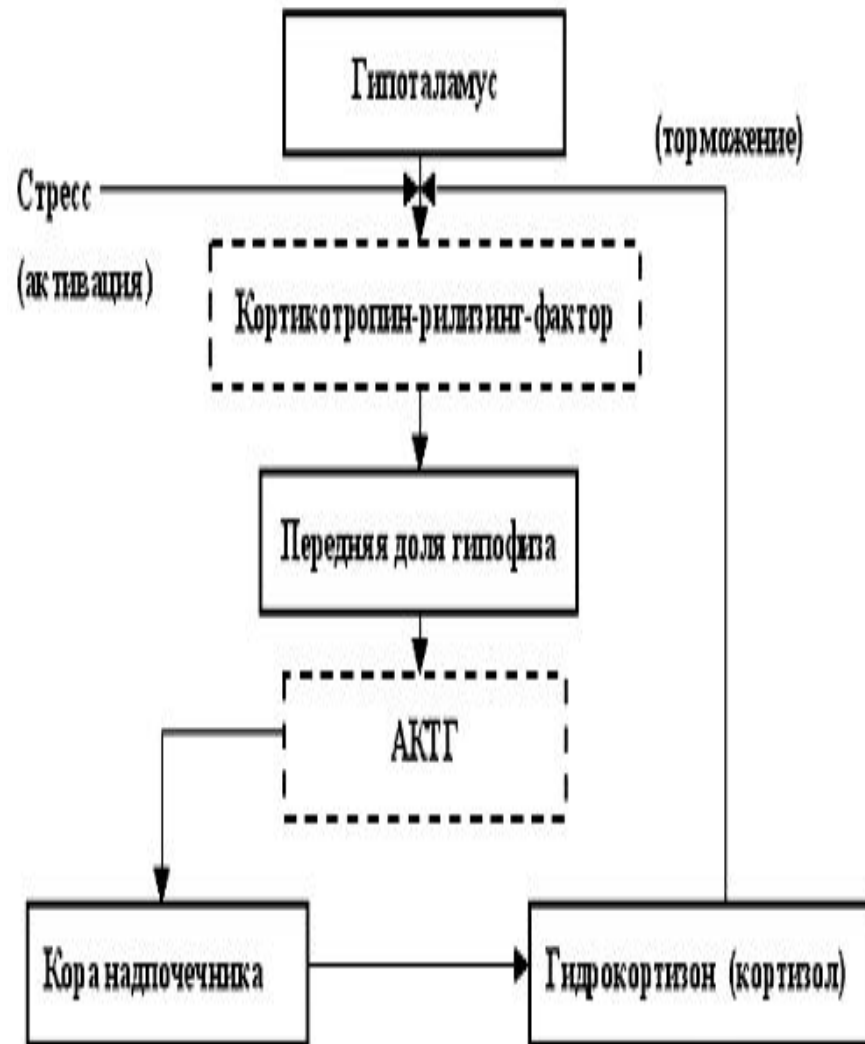 Гипоталамус
(торможение)
Стресс
(активация)
Кортикотропин-рилизинг-фактор
Передняя доля гипофиза
АКТГ
Кора надпочечника
Гидрокортизон (кортизол)